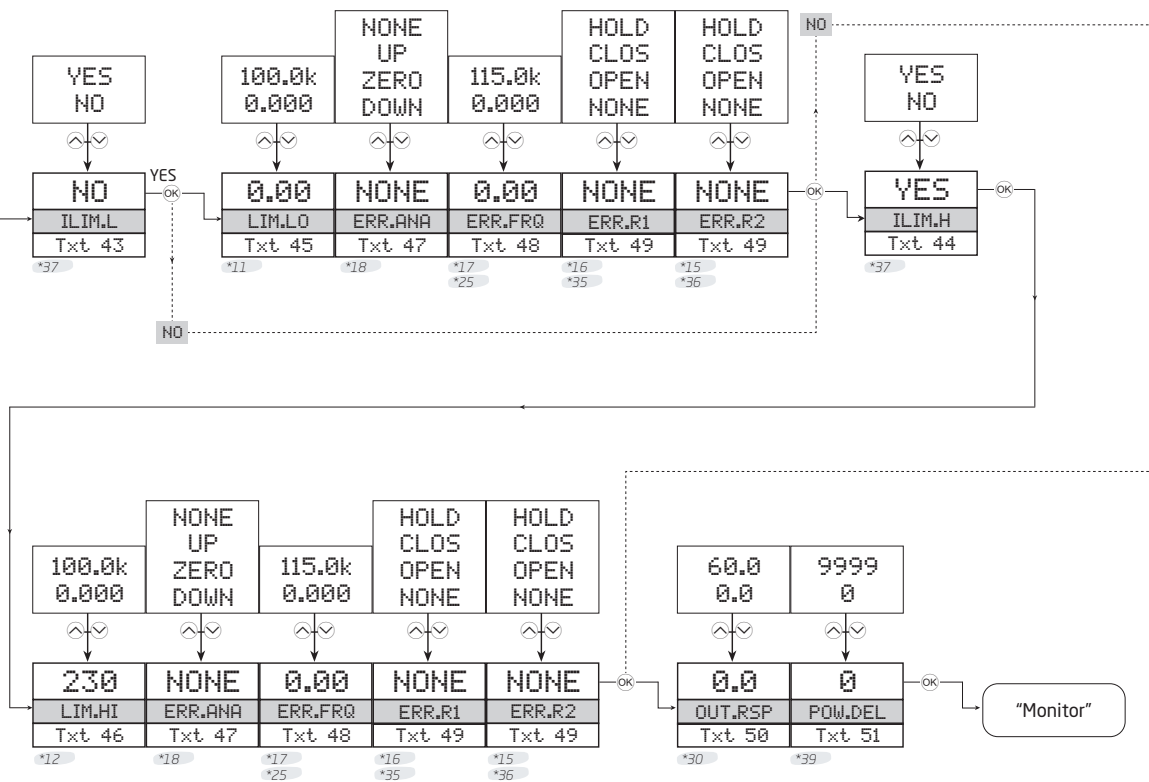 NO
YES
NO
100.0k
0.000
NONE
UP
ZERO
DOWN
115.0k
0.000
HOLD
CLOS
OPEN
NONE
HOLD
CLOS
OPEN
NONE
YES
NO
NO
ILIM.L
Txt 43
*37
YES
OK
0.00
LIM.LO
Txt 45
*11
NONE
ERR.ANA
Txt 47
*18
0.00
ERR.FRQ
Txt 48
*17
*25
NONE
ERR.R1
Txt 49
*16
*35
NONE
ERR.R2
Txt 49
*15
*36
OK
YES
ILIM.H
Txt 44
*37
OK
NO
100.0k
0.000
NONE
UP
ZERO
DOWN
115.0k
0.000
HOLD
CLOS
OPEN
NONE
HOLD
CLOS
OPEN
NONE
60.0
0.0
9999
0
230
LIM.HI
Txt 46
*12
NONE
ERR.ANA
Txt 47
*18
0.00
ERR.FRQ
Txt 48
*17
*25
NONE
ERR.R1
Txt 49
*16
*35
NONE
ERR.R2
Txt 49
*15
*36
OK
0.0
OUT.RSP
Txt 50
*30
0
POW.DEL
Txt 51
*39
OK
"Monitor"